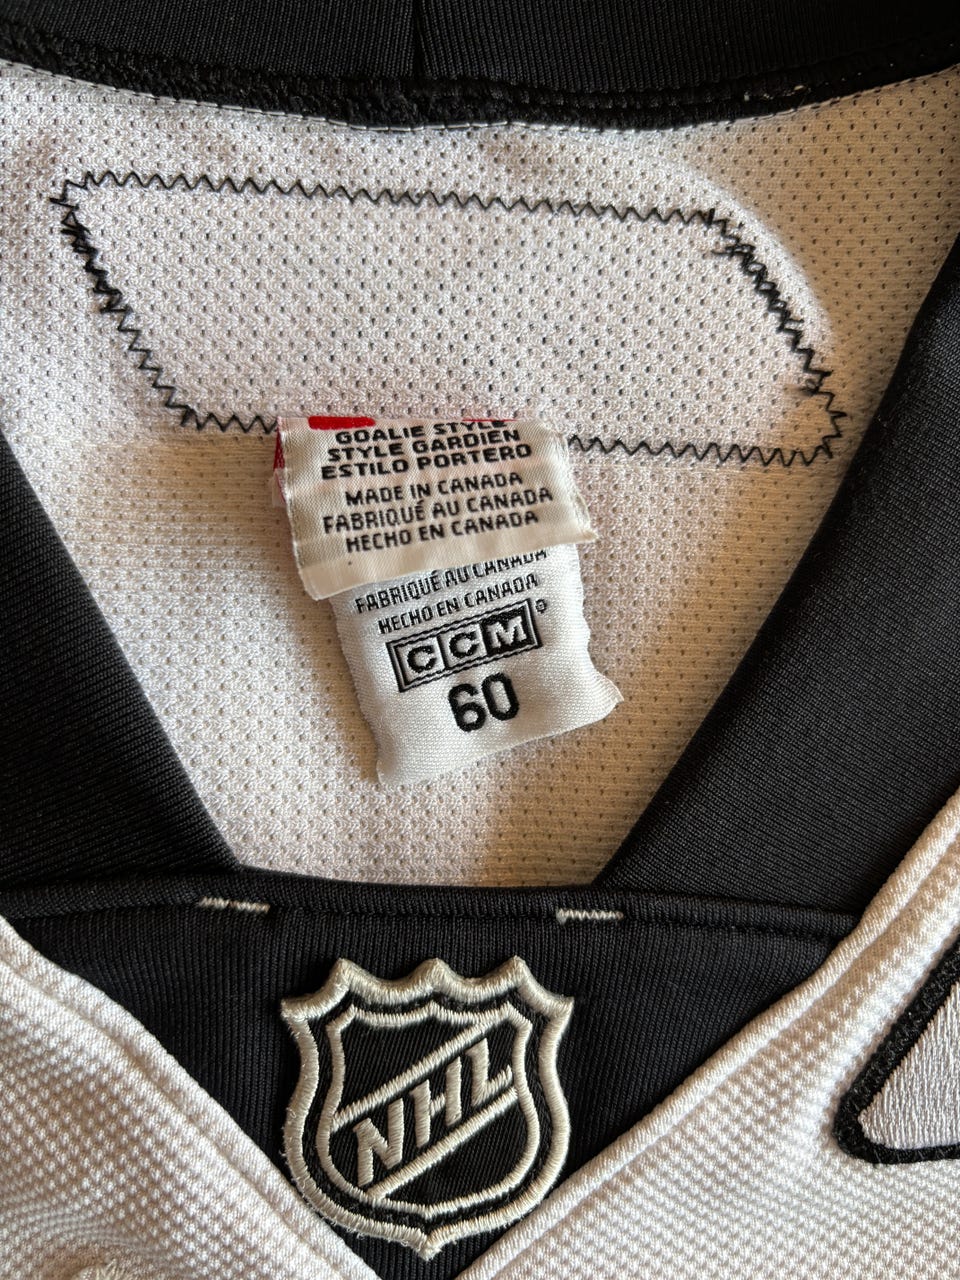 GOALIE STYLE
STYLE GARDIEN
ESTILO PORTERO
MADE IN CANADA
FABRIQUÉ AU CANADA
HECHO EN CANADA
FABRIQUÉ AU CANADA
HECHO EN CANADA
CCM®
60
NHL